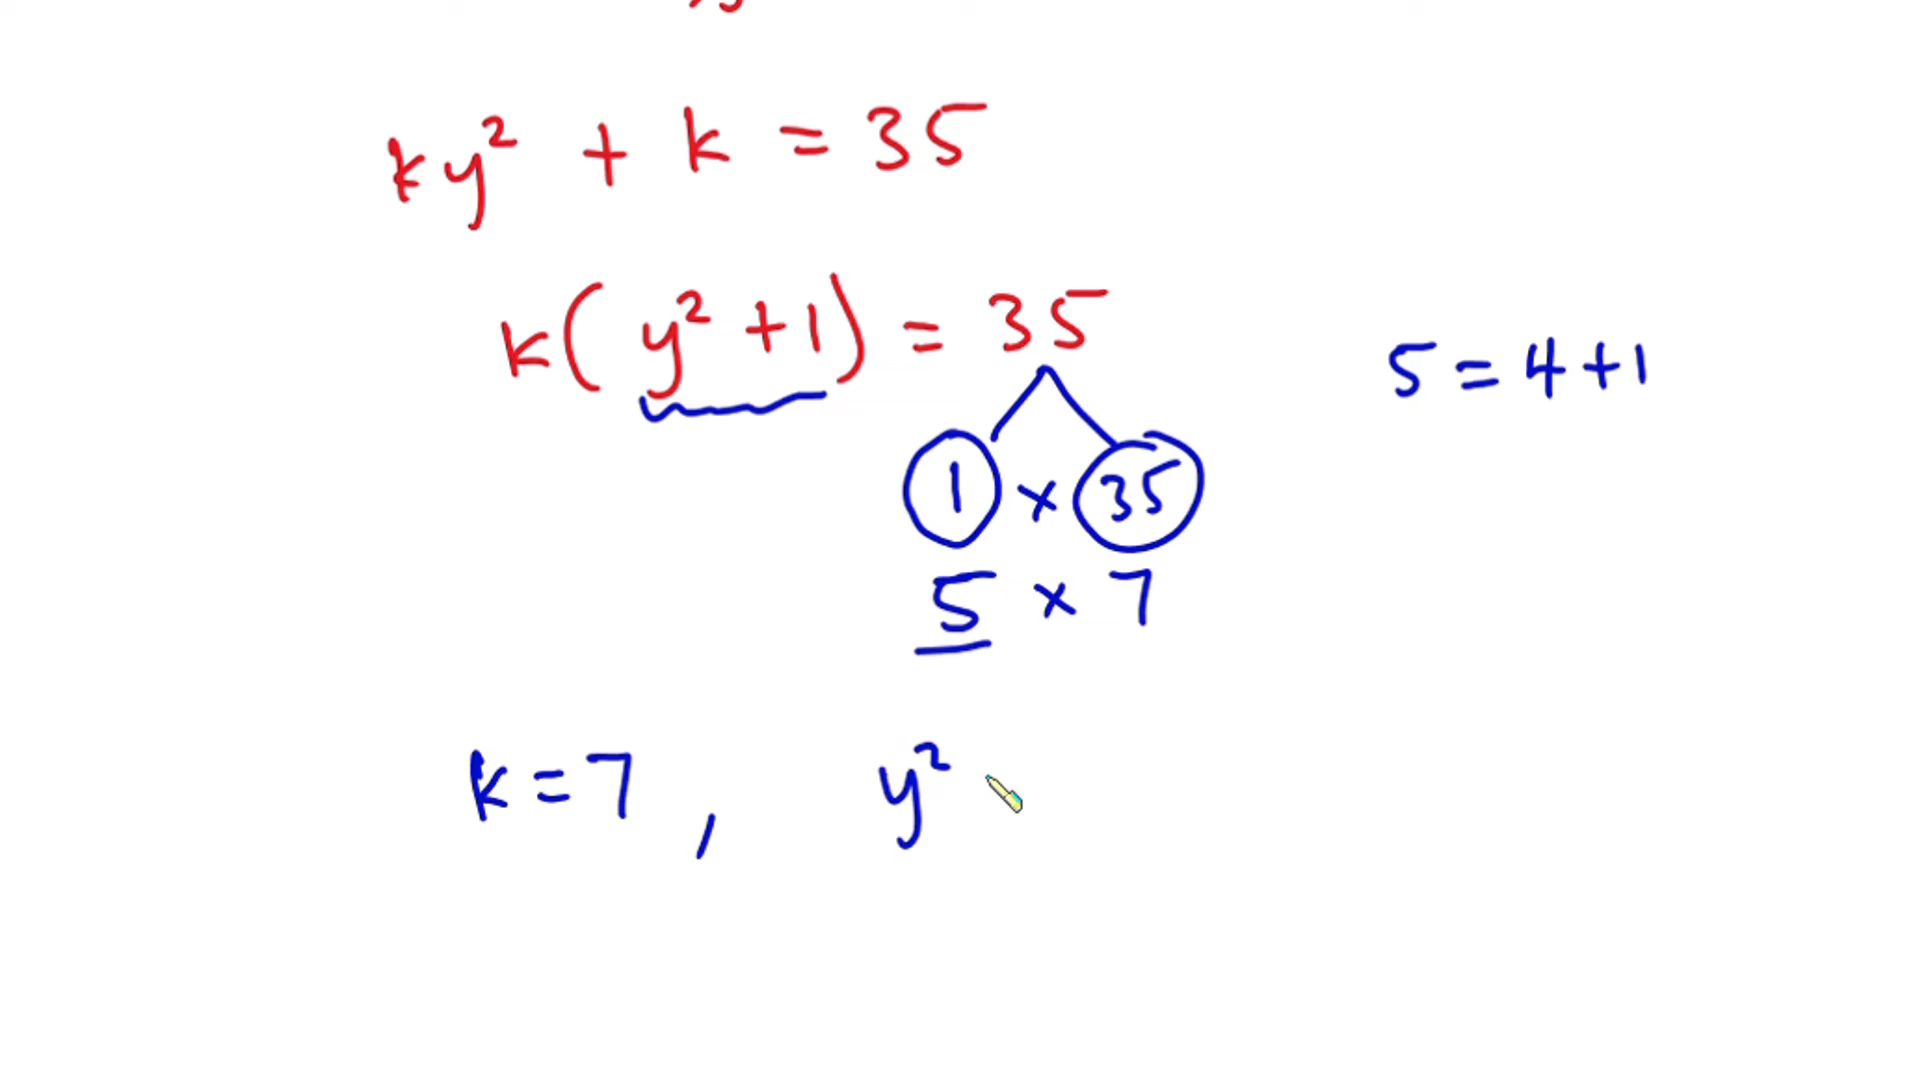 ky² + k = 35
k(y² + 1) = 35
5 = 4 + 1
1 × 35
5 × 7
k = 7 , y²